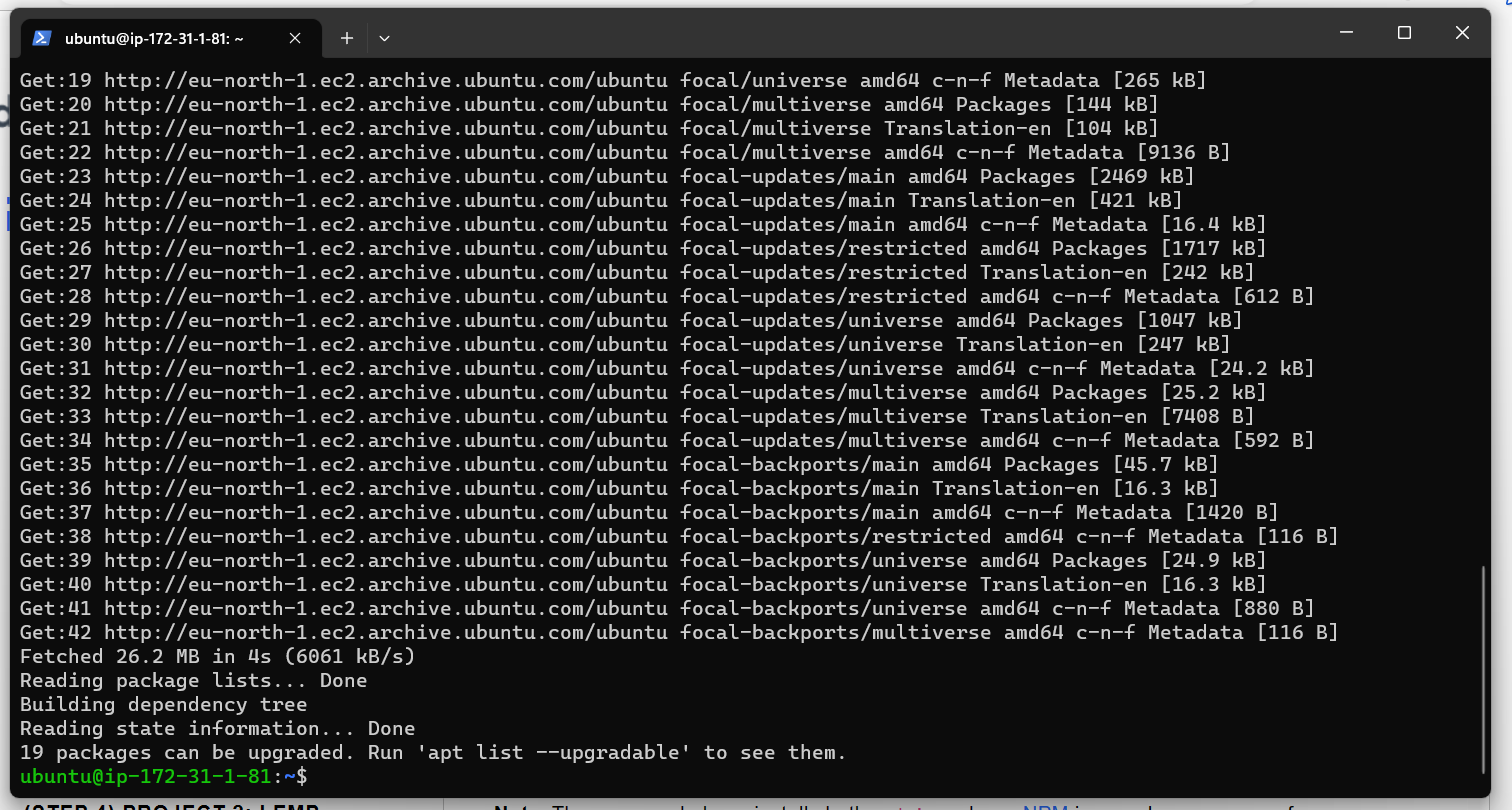 ubuntu@ip-172-31-1-81: ~
Get:19 http://eu-north-1.ec2.archive.ubuntu.com/ubuntu focal/universe amd64 c-n-f Metadata [265 kB]
Get:20 http://eu-north-1.ec2.archive.ubuntu.com/ubuntu focal/multiverse amd64 Packages [144 kB]
Get:21 http://eu-north-1.ec2.archive.ubuntu.com/ubuntu focal/multiverse Translation-en [104 kB]
Get:22 http://eu-north-1.ec2.archive.ubuntu.com/ubuntu focal/multiverse amd64 c-n-f Metadata [9136 B]
Get:23 http://eu-north-1.ec2.archive.ubuntu.com/ubuntu focal-updates/main amd64 Packages [2469 kB]
Get:24 http://eu-north-1.ec2.archive.ubuntu.com/ubuntu focal-updates/main Translation-en [421 kB]
Get:25 http://eu-north-1.ec2.archive.ubuntu.com/ubuntu focal-updates/main amd64 c-n-f Metadata [16.4 kB]
Get:26 http://eu-north-1.ec2.archive.ubuntu.com/ubuntu focal-updates/restricted amd64 Packages [1717 kB]
Get:27 http://eu-north-1.ec2.archive.ubuntu.com/ubuntu focal-updates/restricted Translation-en [242 kB]
Get:28 http://eu-north-1.ec2.archive.ubuntu.com/ubuntu focal-updates/restricted amd64 c-n-f Metadata [612 B]
Get:29 http://eu-north-1.ec2.archive.ubuntu.com/ubuntu focal-updates/universe amd64 Packages [1047 kB]
Get:30 http://eu-north-1.ec2.archive.ubuntu.com/ubuntu focal-updates/universe Translation-en [247 kB]
Get:31 http://eu-north-1.ec2.archive.ubuntu.com/ubuntu focal-updates/universe amd64 c-n-f Metadata [24.2 kB]
Get:32 http://eu-north-1.ec2.archive.ubuntu.com/ubuntu focal-updates/multiverse amd64 Packages [25.2 kB]
Get:33 http://eu-north-1.ec2.archive.ubuntu.com/ubuntu focal-updates/multiverse Translation-en [7408 B]
Get:34 http://eu-north-1.ec2.archive.ubuntu.com/ubuntu focal-updates/multiverse amd64 c-n-f Metadata [592 B]
Get:35 http://eu-north-1.ec2.archive.ubuntu.com/ubuntu focal-backports/main amd64 Packages [45.7 kB]
Get:36 http://eu-north-1.ec2.archive.ubuntu.com/ubuntu focal-backports/main Translation-en [16.3 kB]
Get:37 http://eu-north-1.ec2.archive.ubuntu.com/ubuntu focal-backports/main amd64 c-n-f Metadata [1420 B]
Get:38 http://eu-north-1.ec2.archive.ubuntu.com/ubuntu focal-backports/restricted amd64 c-n-f Metadata [116 B]
Get:39 http://eu-north-1.ec2.archive.ubuntu.com/ubuntu focal-backports/universe amd64 Packages [24.9 kB]
Get:40 http://eu-north-1.ec2.archive.ubuntu.com/ubuntu focal-backports/universe Translation-en [16.3 kB]
Get:41 http://eu-north-1.ec2.archive.ubuntu.com/ubuntu focal-backports/universe amd64 c-n-f Metadata [880 B]
Get:42 http://eu-north-1.ec2.archive.ubuntu.com/ubuntu focal-backports/multiverse amd64 c-n-f Metadata [116 B]
Fetched 26.2 MB in 4s (6061 kB/s)
Reading package lists... Done
Building dependency tree
Reading state information... Done
19 packages can be upgraded. Run 'apt list --upgradable' to see them.
ubuntu@ip-172-31-1-81:~$